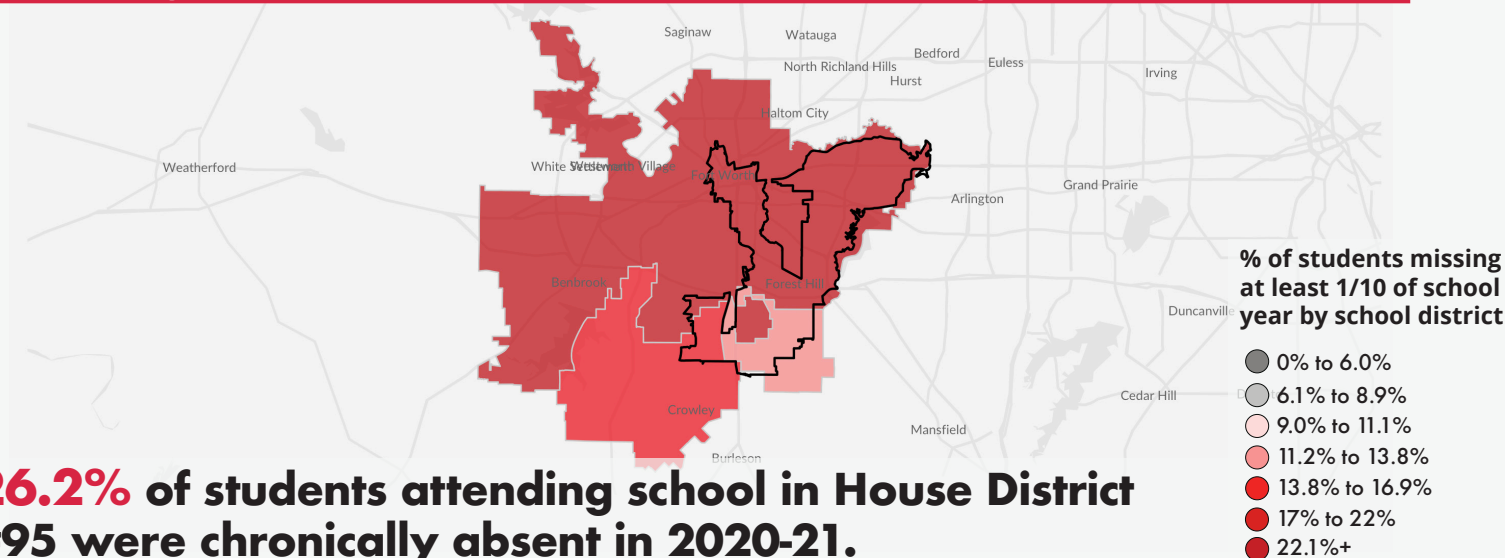 Saginaw
Watauga
Bedford
North Richland Hills
Euless
Irving
Hurst
Haltom City
Weatherford
White Settlement
Westworth Village
Fort Worth
Grand Prairie
Arlington
Benbrook
Forest Hill
Duncanville
Cedar Hill
Crowley
Mansfield
Burleson
% of students missing
at least 1/10 of school
year by school district
0% to 6.0%
6.1% to 8.9%
9.0% to 11.1%
11.2% to 13.8%
13.8% to 16.9%
17% to 22%
22.1%+
26.2% of students attending school in House District
95 were chronically absent in 2020-21.